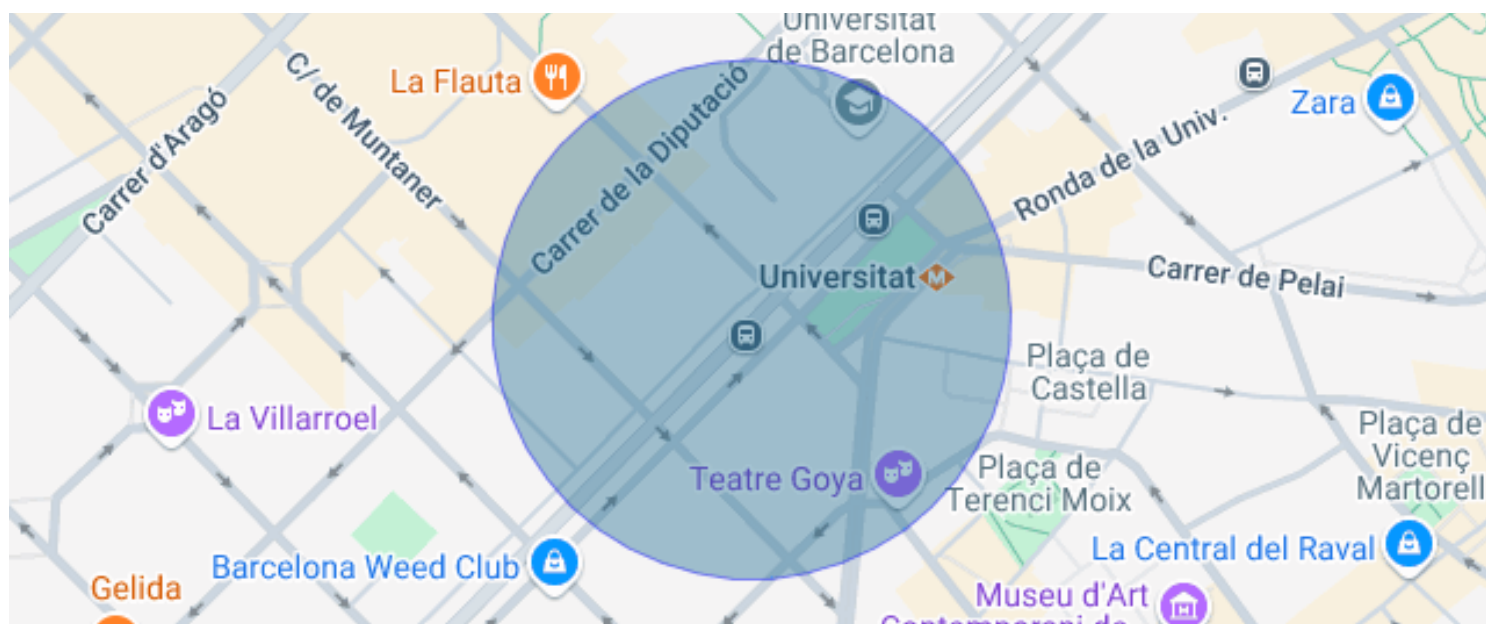 Universitat
de Barcelona
La Flauta
C/ de Muntaner
Carrer d'Aragó
Carrer de la Diputació
Zara
Ronda de la Univ.
Universitat
M
Carrer de Pelai
Plaça de
Castella
La Villarroel
Plaça de
Vicenç
Martorell
Teatre Goya
Plaça de
Terenci Moix
Barcelona Weed Club
La Central del Raval
Gelida
Museu d'Art
Contemporani de